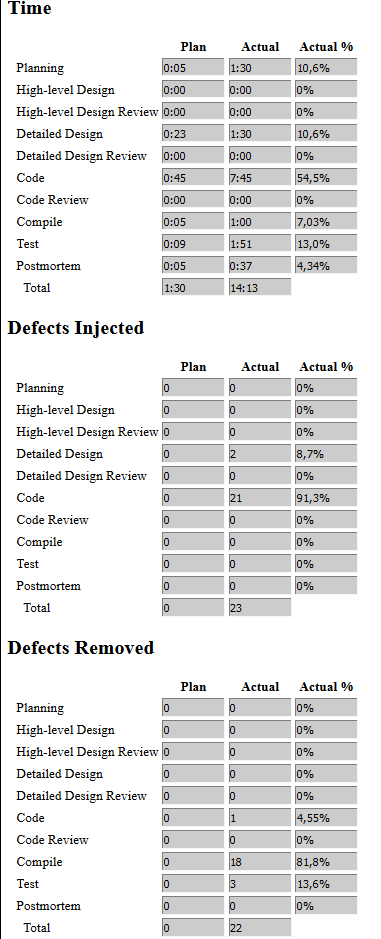 Time
Plan Actual Actual %
Planning 0:05 1:30 10,6%
High-level Design 0:00 0:00 0%
High-level Design Review 0:00 0:00 0%
Detailed Design 0:23 1:30 10,6%
Detailed Design Review 0:00 0:00 0%
Code 0:45 7:45 54,5%
Code Review 0:00 0:00 0%
Compile 0:05 1:00 7,03%
Test 0:09 1:51 13,0%
Postmortem 0:05 0:37 4,34%
Total 1:30 14:13
Defects Injected
Plan Actual Actual %
Planning 0 0 0%
High-level Design 0 0 0%
High-level Design Review 0 0 0%
Detailed Design 0 2 8,7%
Detailed Design Review 0 0 0%
Code 0 21 91,3%
Code Review 0 0 0%
Compile 0 0 0%
Test 0 0 0%
Postmortem 0 0 0%
Total 0 23
Defects Removed
Plan Actual Actual %
Planning 0 0 0%
High-level Design 0 0 0%
High-level Design Review 0 0 0%
Detailed Design 0 0 0%
Detailed Design Review 0 0 0%
Code 0 1 4,55%
Code Review 0 0 0%
Compile 0 18 81,8%
Test 0 3 13,6%
Postmortem 0 0 0%
Total 0 22